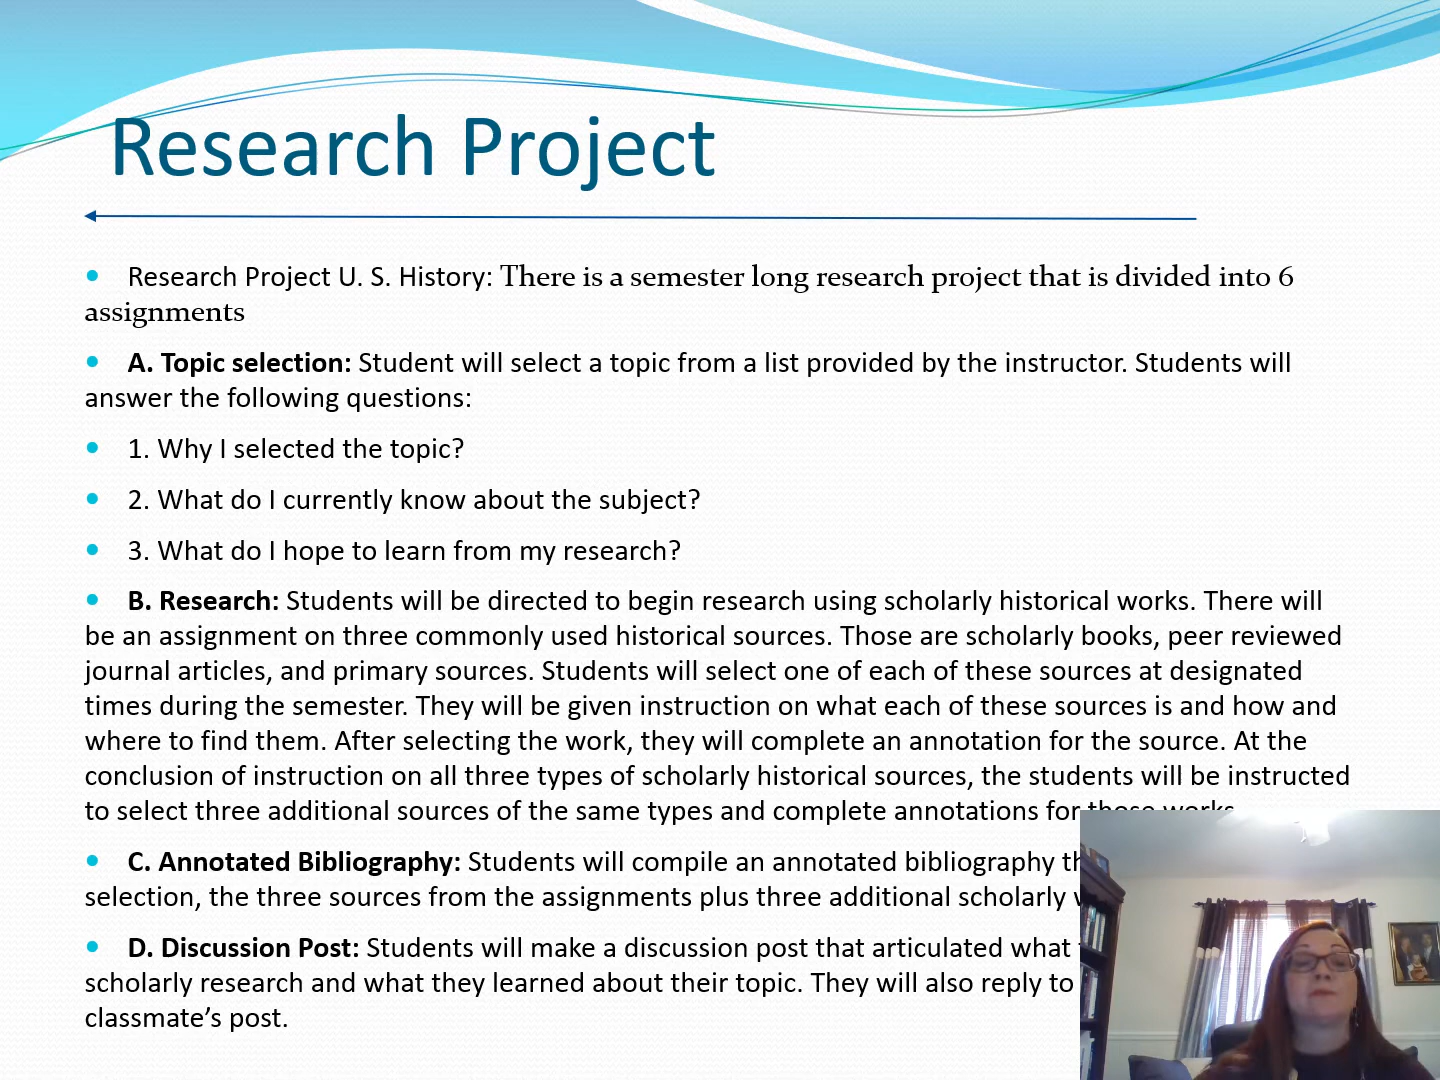 Research Project
Research Project U. S. History: There is a semester long research project that is divided into 6
assignments
A. Topic selection: Student will select a topic from a list provided by the instructor. Students will
answer the following questions:
1. Why I selected the topic?
2. What do I currently know about the subject?
3. What do I hope to learn from my research?
B. Research: Students will be directed to begin research using scholarly historical works. There will
be an assignment on three commonly used historical sources. Those are scholarly books, peer reviewed
journal articles, and primary sources. Students will select one of each of these sources at designated
times during the semester. They will be given instruction on what each of these sources is and how and
where to find them. After selecting the work, they will complete an annotation for the source. At the
conclusion of instruction on all three types of scholarly historical sources, the students will be instructed
to select three additional sources of the same types and complete annotations for those works.
C. Annotated Bibliography: Students will compile an annotated bibliography
selection, the three sources from the assignments plus three additional scholarly
D. Discussion Post: Students will make a discussion post that articulated what
scholarly research and what they learned about their topic. They will also reply to
classmate's post.